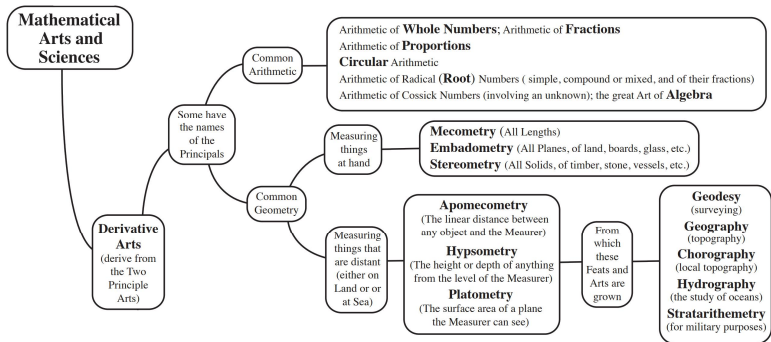 Mathematical
Arts and
Sciences
Derivative
Arts
(derive from
the Two
Principle
Arts)
Some have
the names
of the
Principals
Common
Arithmetic
Arithmetic of Whole Numbers; Arithmetic of Fractions
Arithmetic of Proportions
Circular Arithmetic
Arithmetic of Radical (Root) Numbers ( simple, compound or mixed, and of their fractions)
Arithmetic of Cossick Numbers (involving an unknown); the great Art of Algebra
Common
Geometry
Measuring
things
at hand
Mecometry (All Lengths)
Embadometry (All Planes, of land, boards, glass, etc.)
Stereometry (All Solids, of timber, stone, vessels, etc.)
Measuring
things that
are distant
(either on
Land or or
at Sea)
Apomecometry
(The linear distance between
any object and the Meaurer)
Hypsometry
(The height or depth of anything
from the level of the Measurer)
Platometry
(The surface area of a plane
the Measurer can see)
From
which
these
Feats and
Arts are
grown
Geodesy
(surveying)
Geography
(topography)
Chorography
(local topography)
Hydrography
(the study of oceans)
Stratarithemetry
(for military purposes)